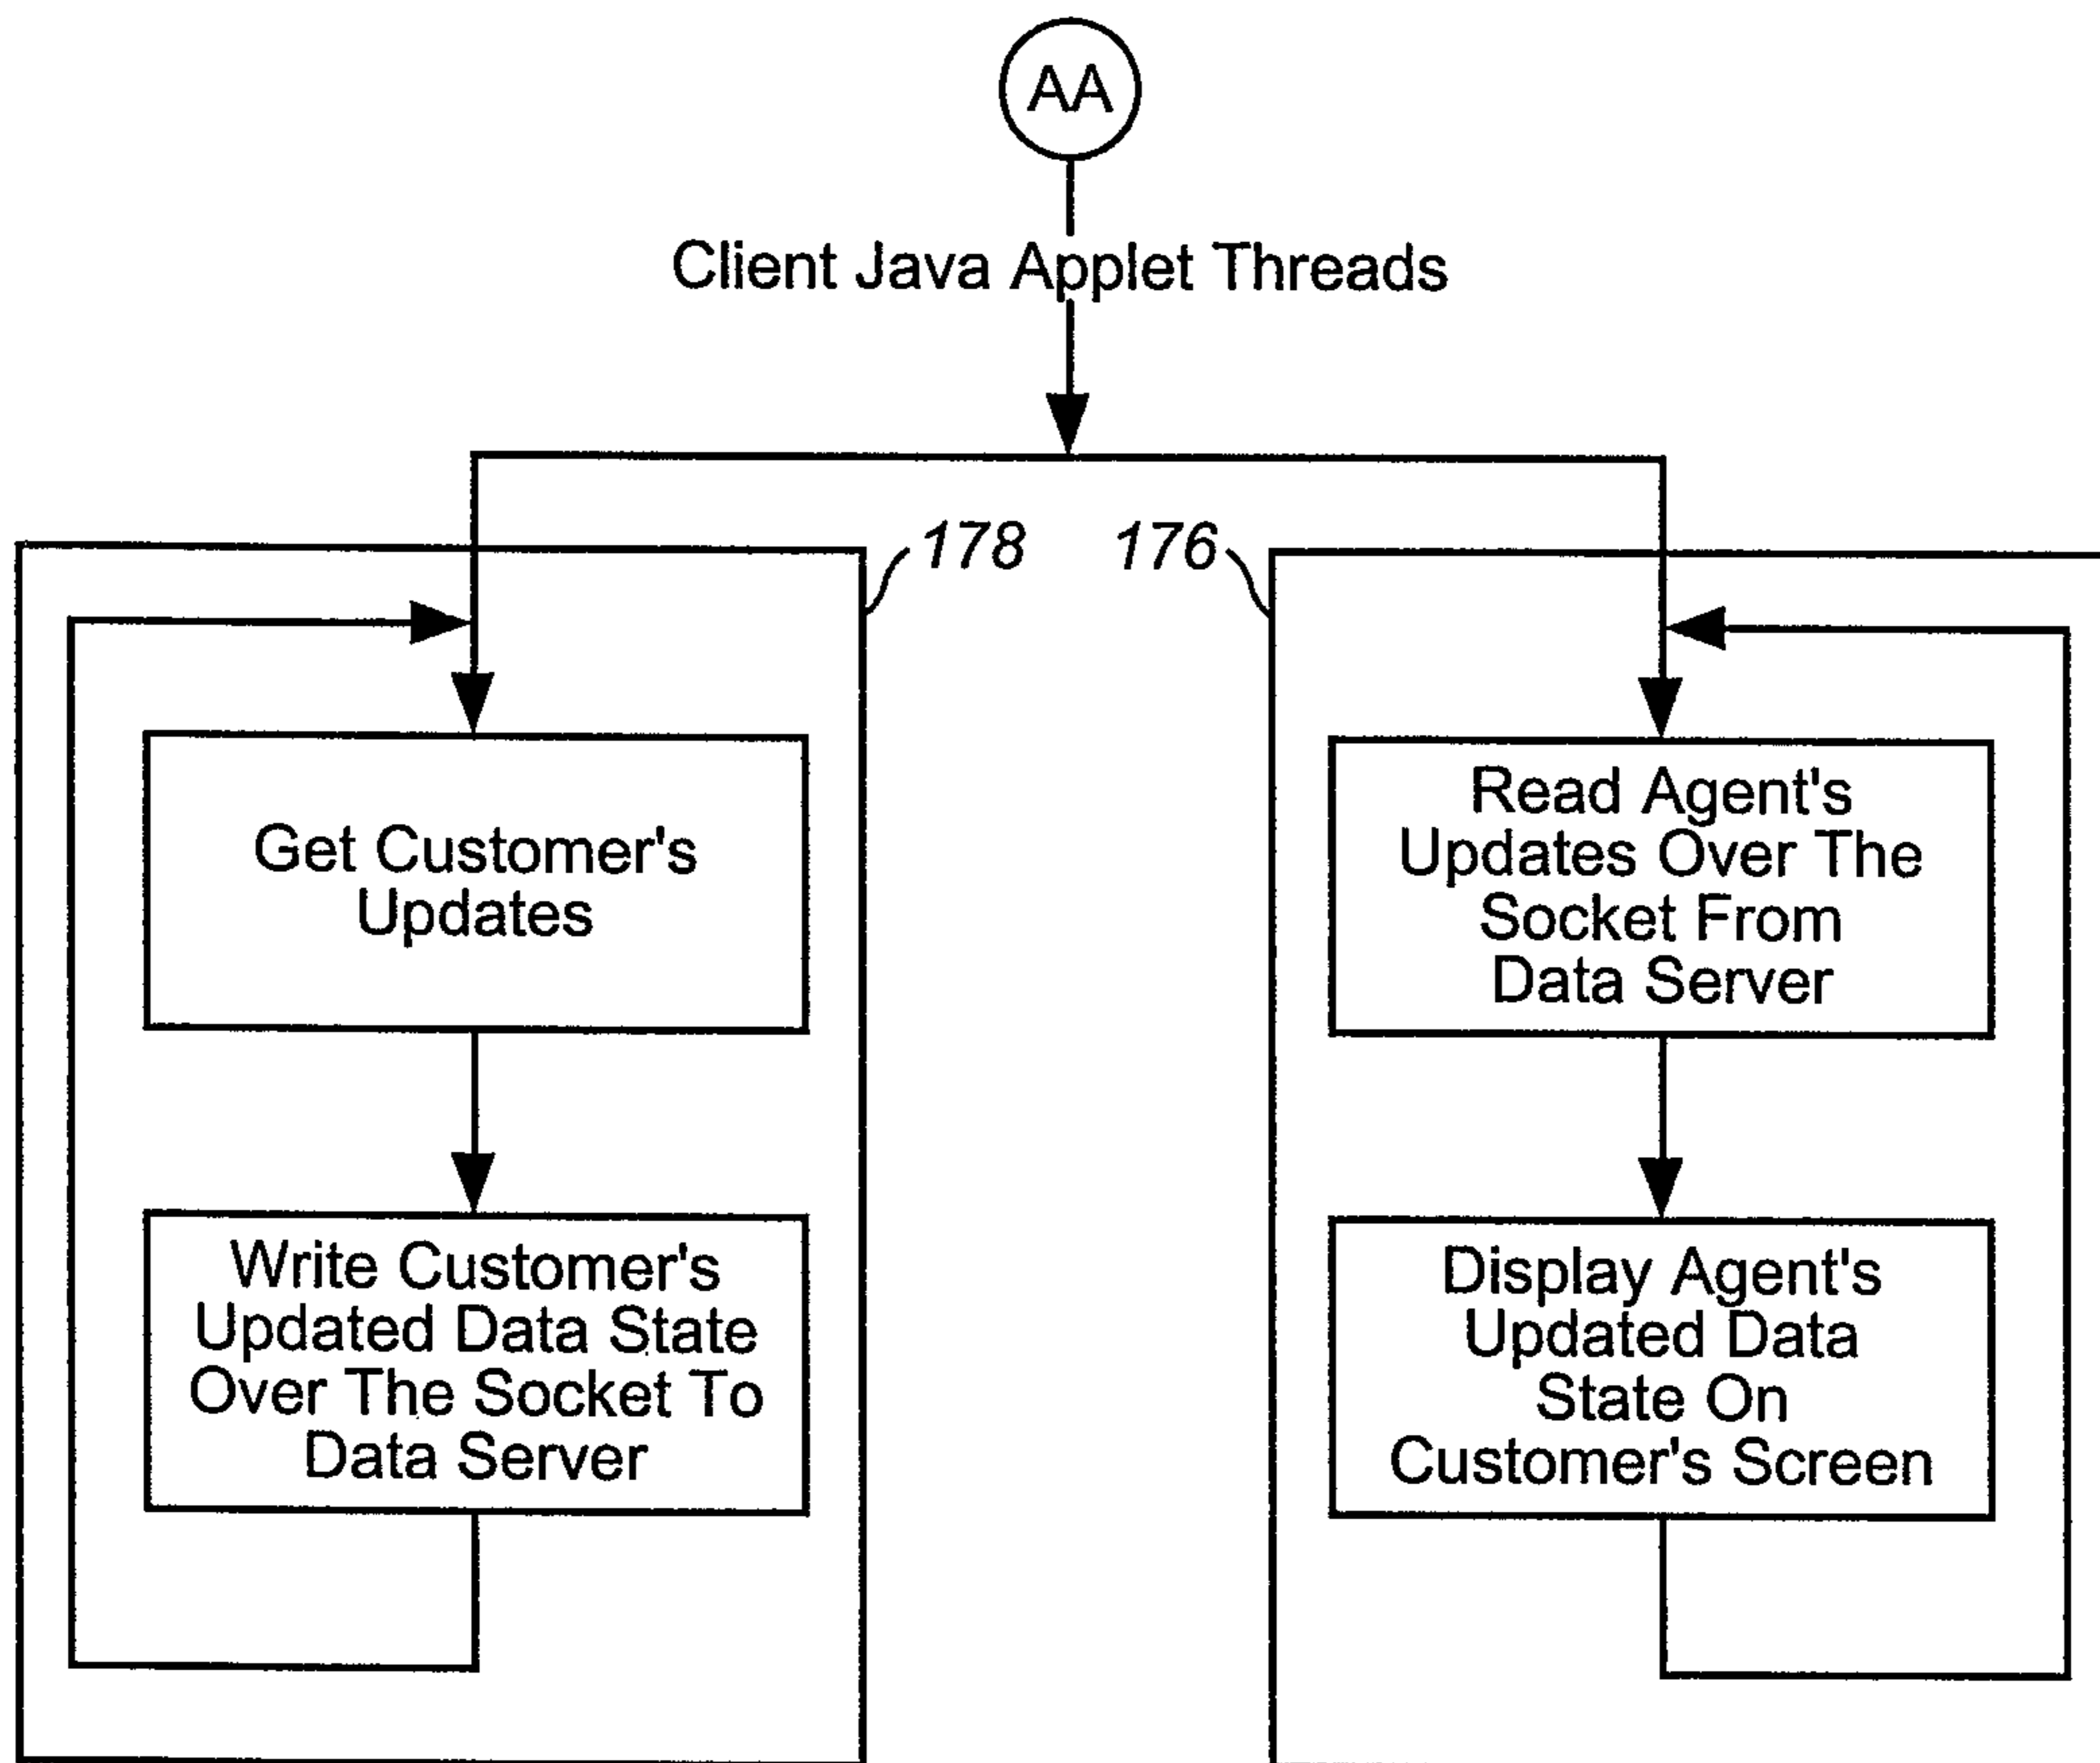 AA
Client Java Applet Threads
178
176
Get Customer's
Updates
Write Customer's
Updated Data State
Over The Socket To
Data Server
Read Agent's
Updates Over The
Socket From
Data Server
Display Agent's
Updated Data
State On
Customer's Screen